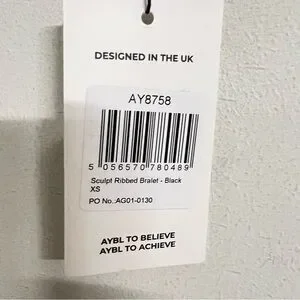 DESIGNED IN THE UK
AY8758
5 056570 780489
Sculpt Ribbed Bralet - Black
XS
PO No.:AG01-0130
AYBL TO BELIEVE
AYBL TO ACHIEVE